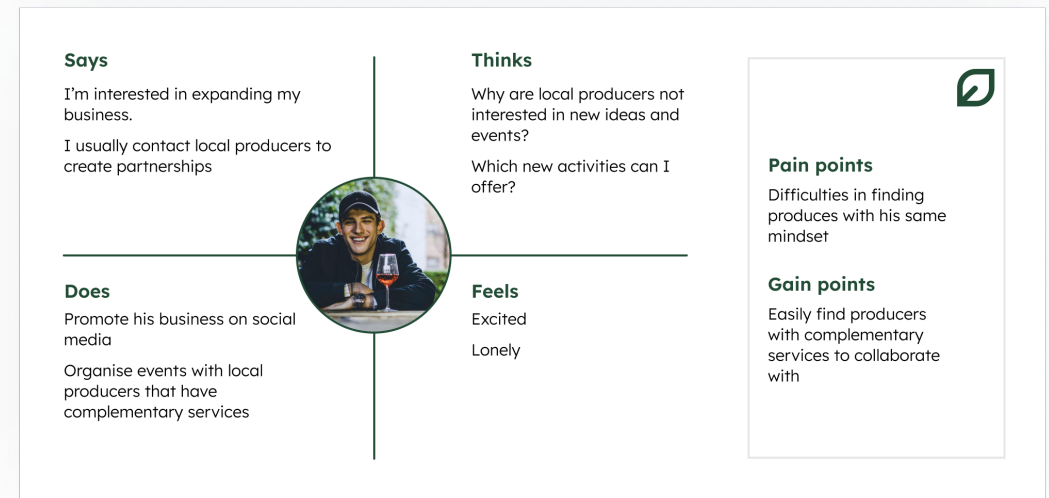 Says
I’m interested in expanding my
business.
I usually contact local producers to
create partnerships
Thinks
Why are local producers not
interested in new ideas and
events?
Which new activities can I
offer?
Does
Promote his business on social
media
Organise events with local
producers that have
complementary services
Feels
Excited
Lonely
Pain points
Difficulties in finding
produces with his same
mindset
Gain points
Easily find producers
with complementary
services to collaborate
with